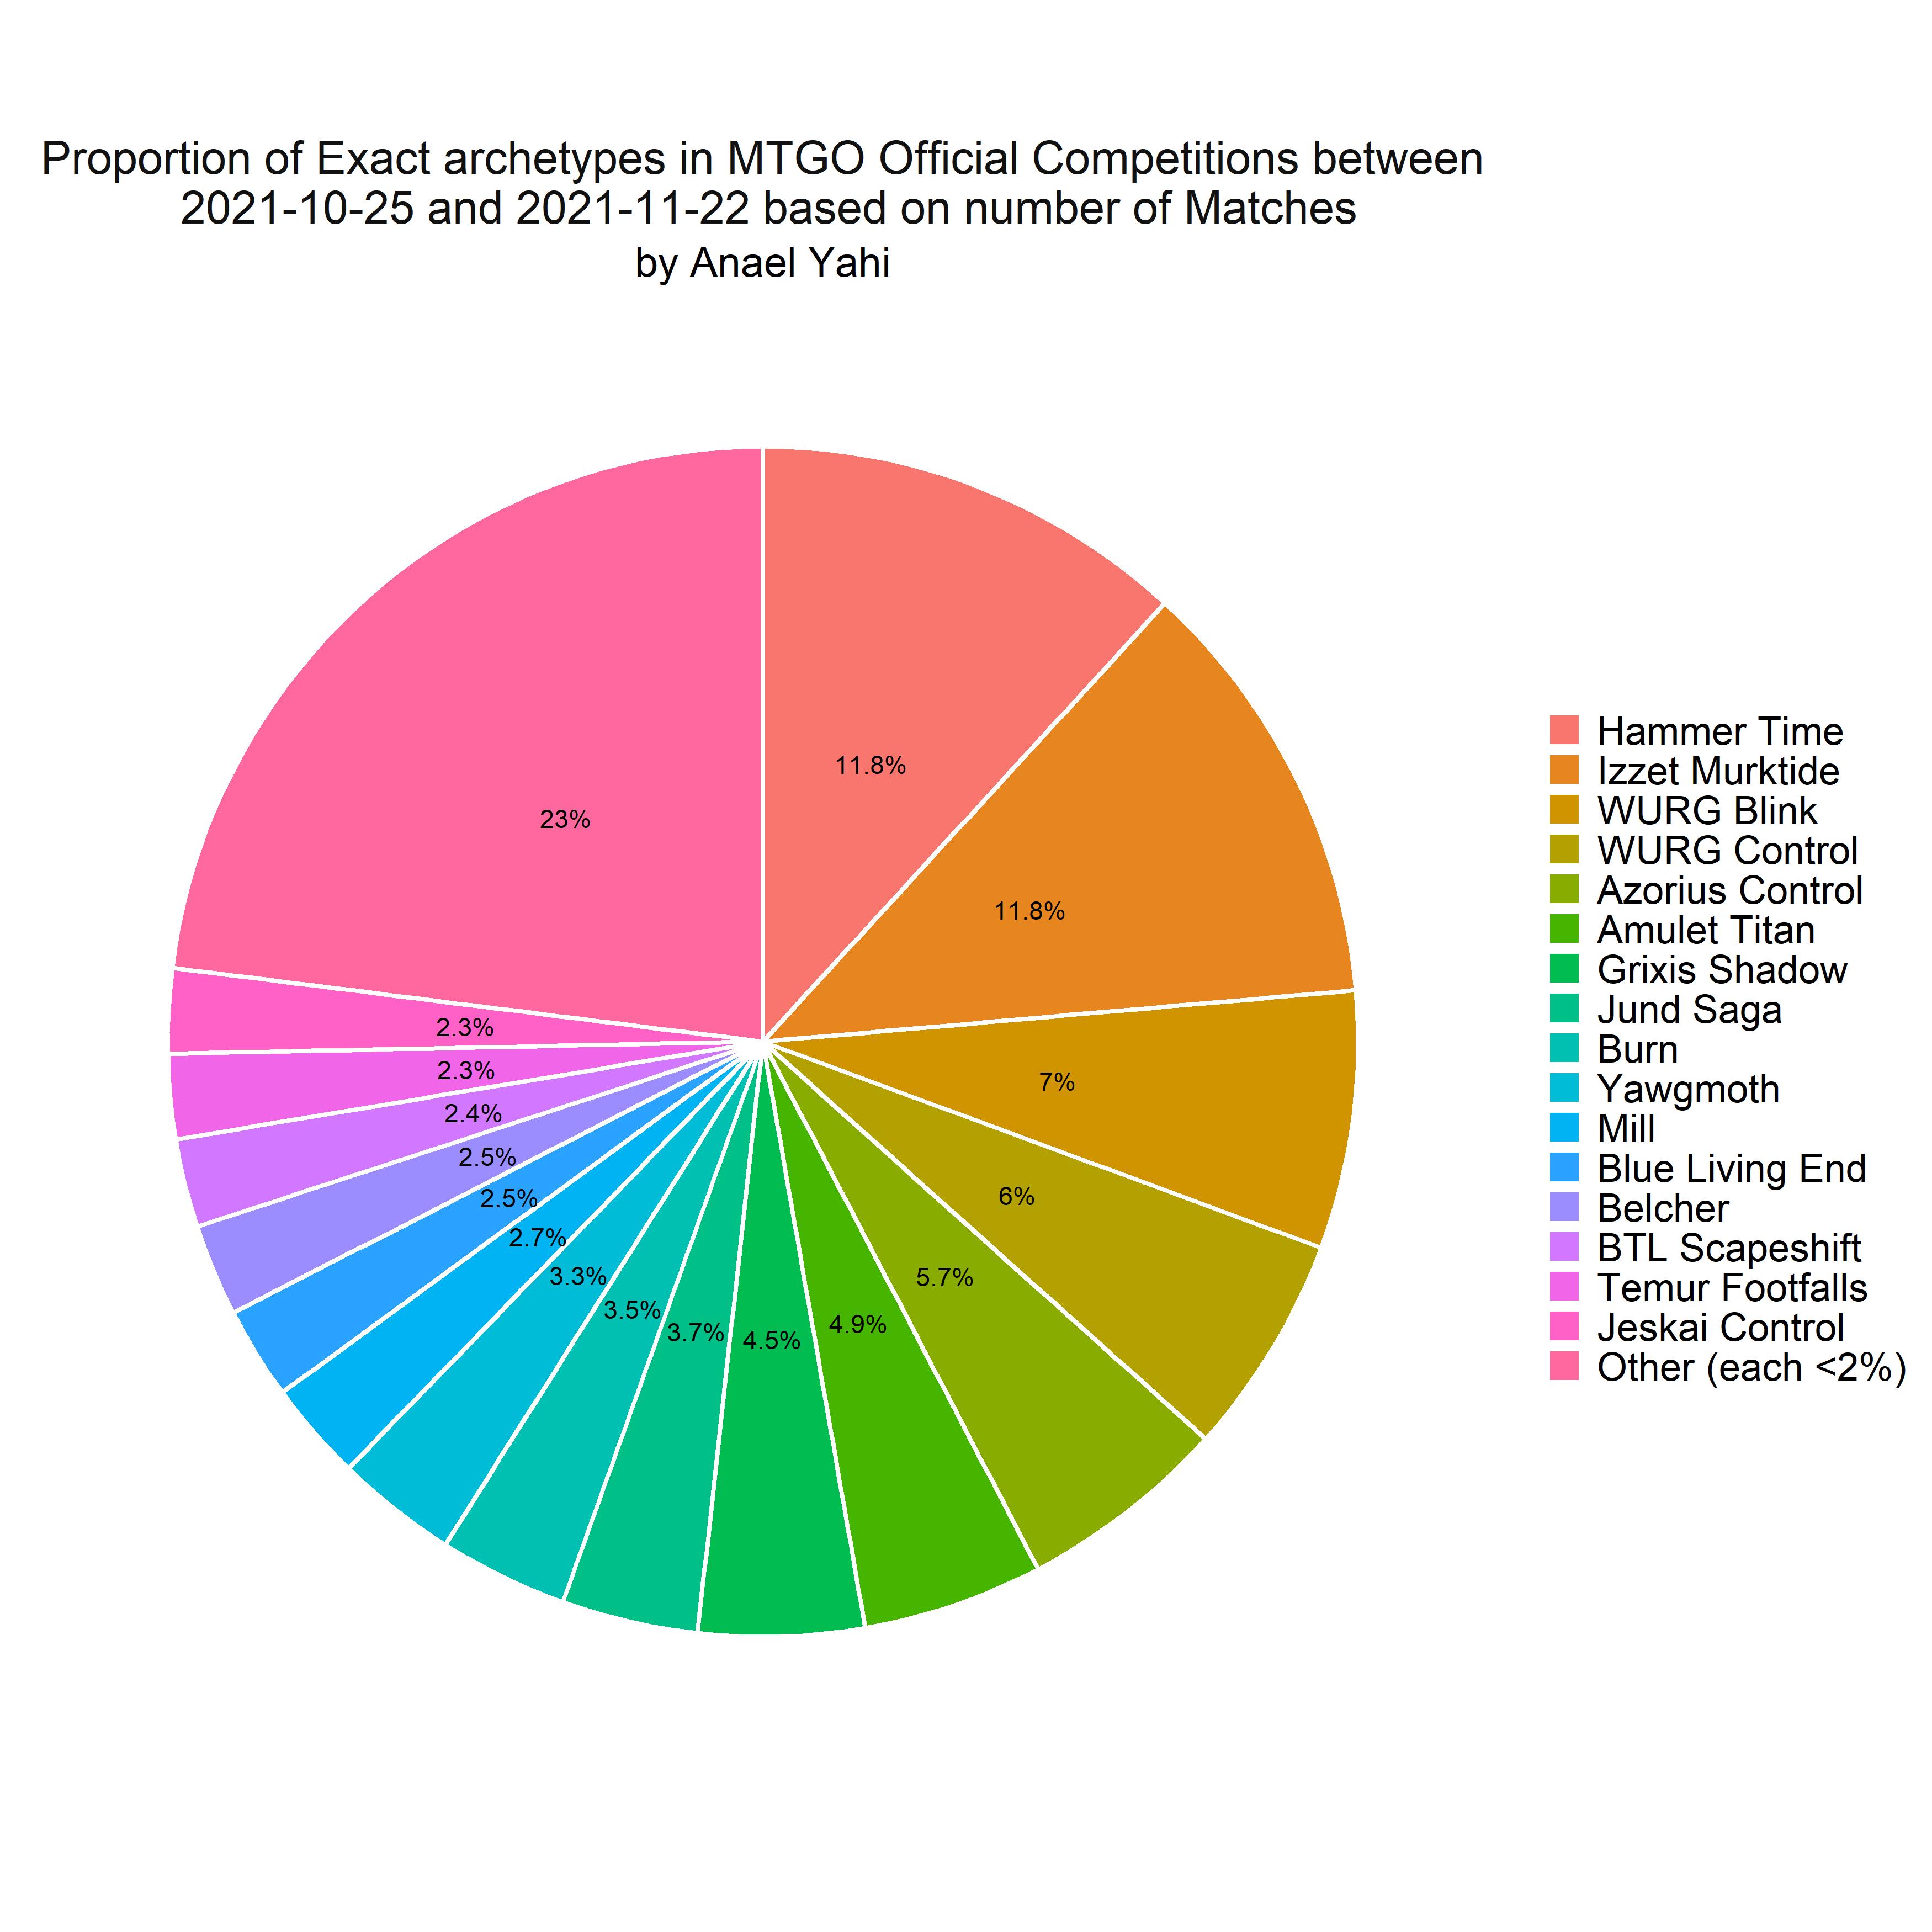 Proportion of Exact archetypes in MTGO Official Competitions between
2021-10-25 and 2021-11-22 based on number of Matches
by Anael Yahi
11.8%
11.8%
7%
6%
5.7%
4.9%
4.5%
3.7%
3.5%
3.3%
2.7%
2.5%
2.5%
2.4%
2.3%
2.3%
23%
Hammer Time
Izzet Murktide
WURG Blink
WURG Control
Azorius Control
Amulet Titan
Grixis Shadow
Jund Saga
Burn
Yawgmoth
Mill
Blue Living End
Belcher
BTL Scapeshift
Temur Footfalls
Jeskai Control
Other (each <2%)